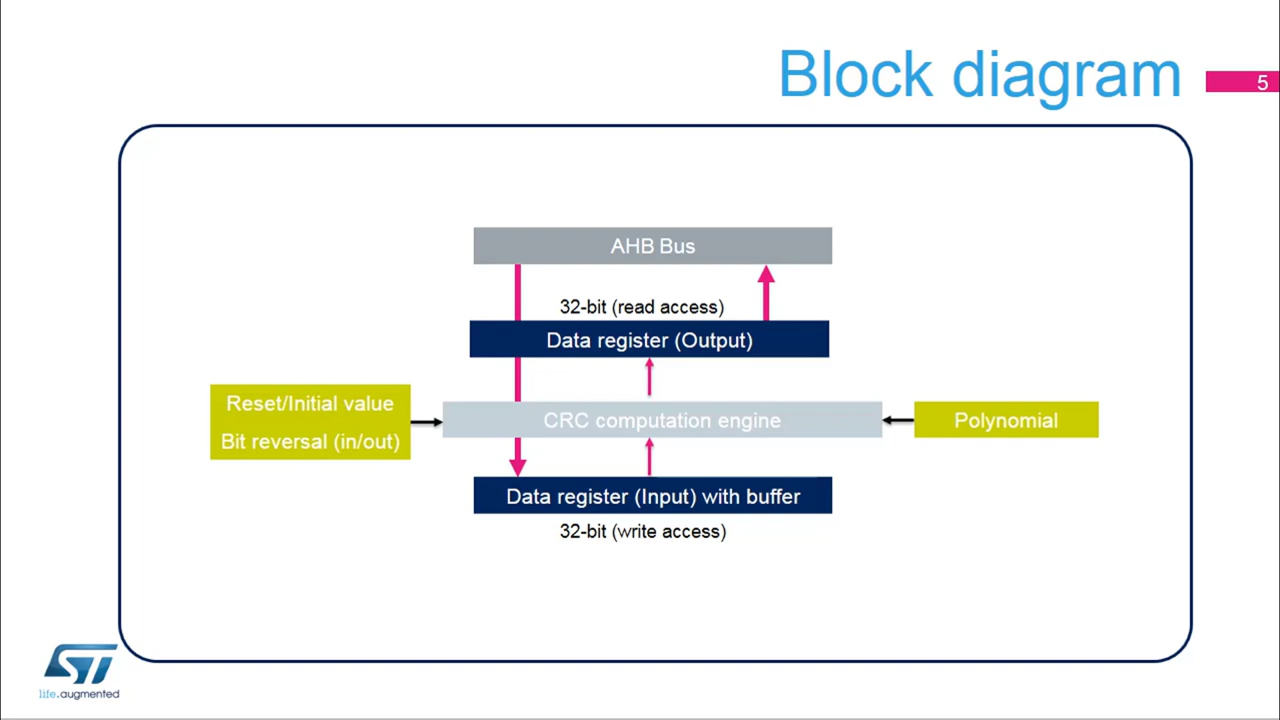 Block diagram
5
AHB Bus
32-bit (read access)
Data register (Output)
Reset/Initial value
Bit reversal (in/out)
CRC computation engine
Polynomial
Data register (Input) with buffer
32-bit (write access)
ST
life.augmented